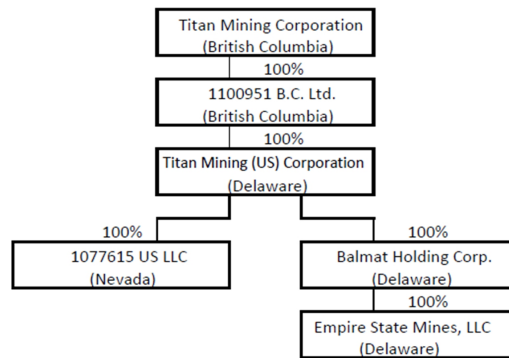 Titan Mining Corporation
(British Columbia)
100%
1100951 B.C. Ltd.
(British Columbia)
100%
Titan Mining (US) Corporation
(Delaware)
100%
100%
1077615 US LLC
(Nevada)
Balmat Holding Corp.
(Delaware)
100%
Empire State Mines, LLC
(Delaware)